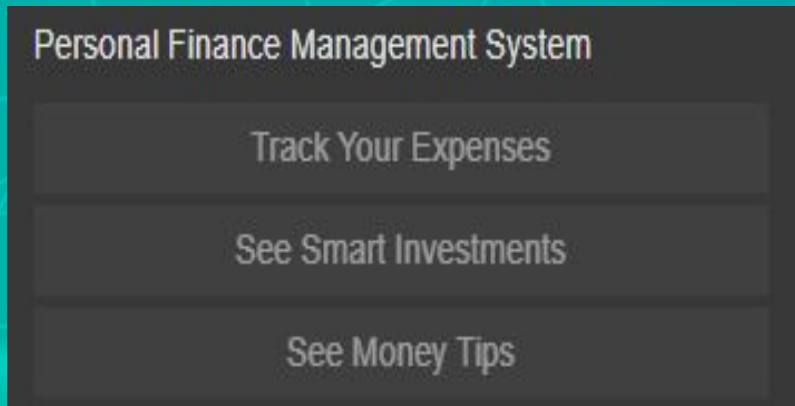 Personal Finance Management System
Track Your Expenses
See Smart Investments
See Money Tips